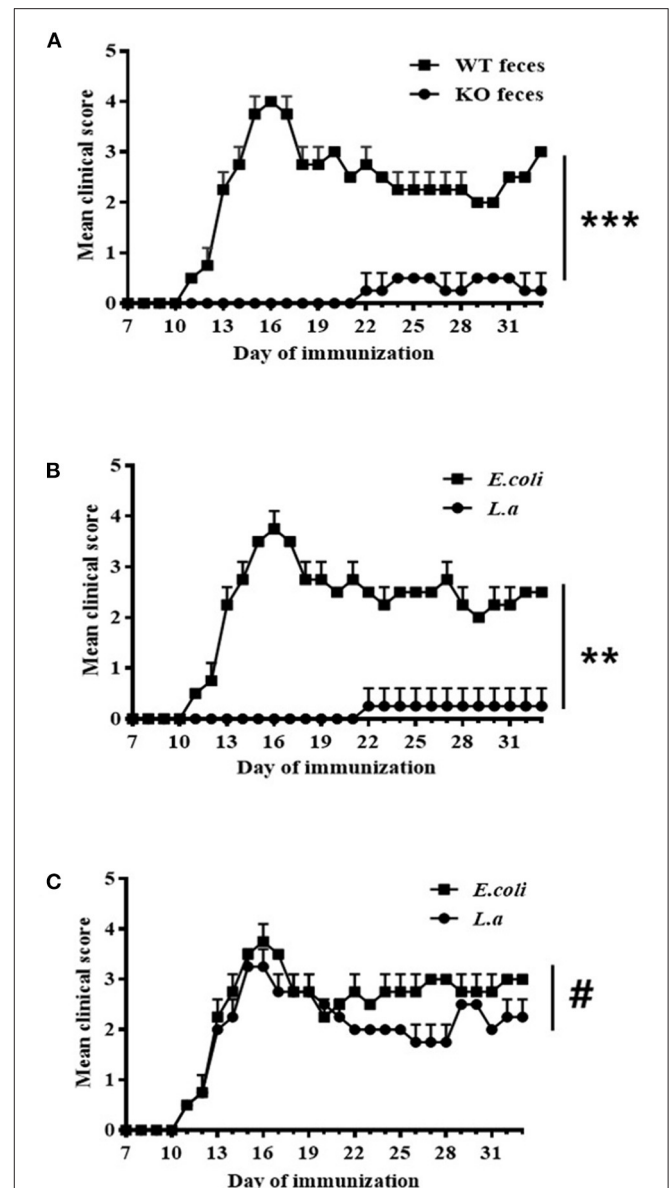 A
5
4
3
2
1
0
Mean clinical score
WT feces
KO feces
***
7 10 13 16 19 22 25 28 31
Day of immunization
B
5
4
3
2
1
0
Mean clinical score
E.coli
L.a
**
7 10 13 16 19 22 25 28 31
Day of immunization
C
5
4
3
2
1
0
Mean clinical score
E.coli
L.a
#
7 10 13 16 19 22 25 28 31
Day of immunization